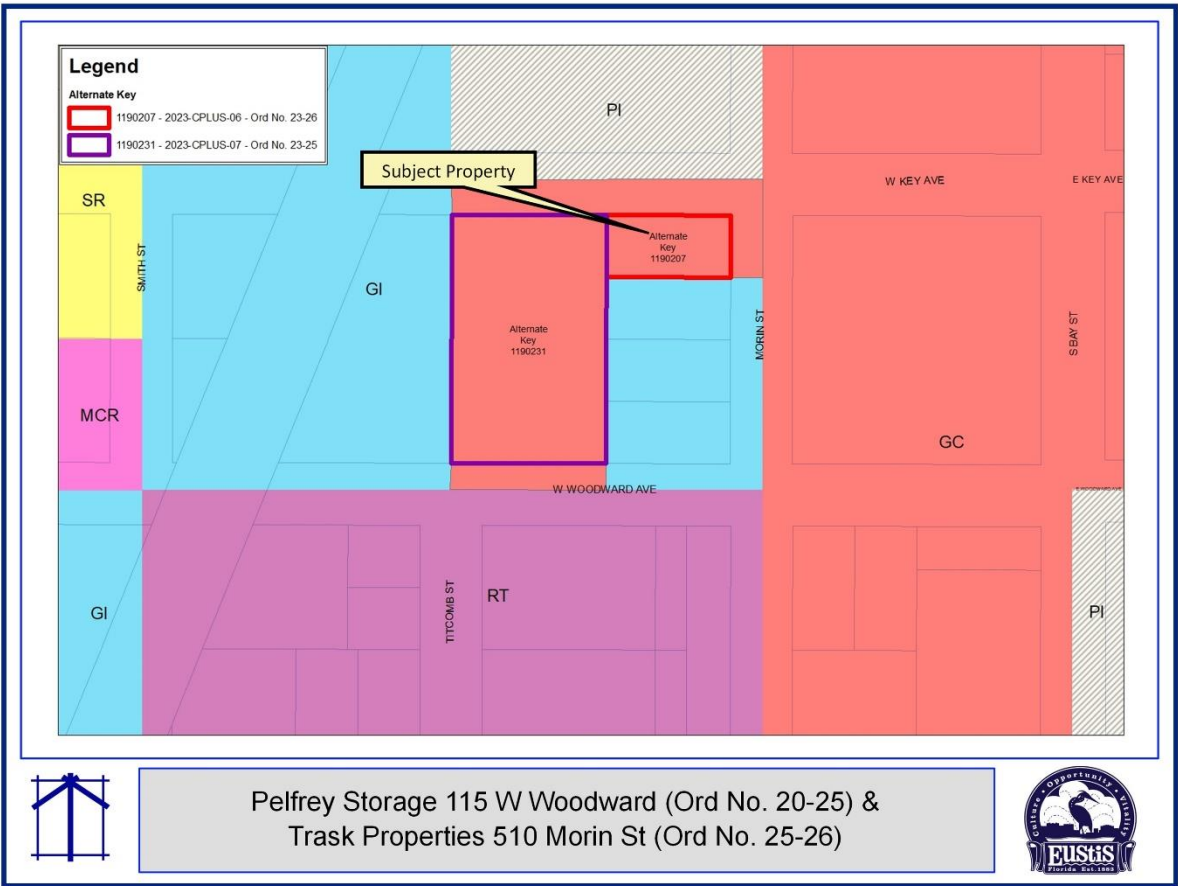 Legend
Alternate Key
1190207 - 2023-CPLUS-06 - Ord No. 23-26
1190231 - 2023-CPLUS-07 - Ord No. 23-25
PI
Subject Property
W KEY AVE
E KEY AVE
SR
SMITH ST
GI
Alternate
Key
1190207
Alternate
Key
1190231
MORIN ST
S BAY ST
MCR
GC
W WOODWARD AVE
E WOODWARD AVE
GI
TITCOMB ST
RT
PI
Pelfrey Storage 115 W Woodward (Ord No. 20-25) &
Trask Properties 510 Morin St (Ord No. 25-26)
Culture • Opportunity • Vitality
EUSTIS
Florida Est.1883